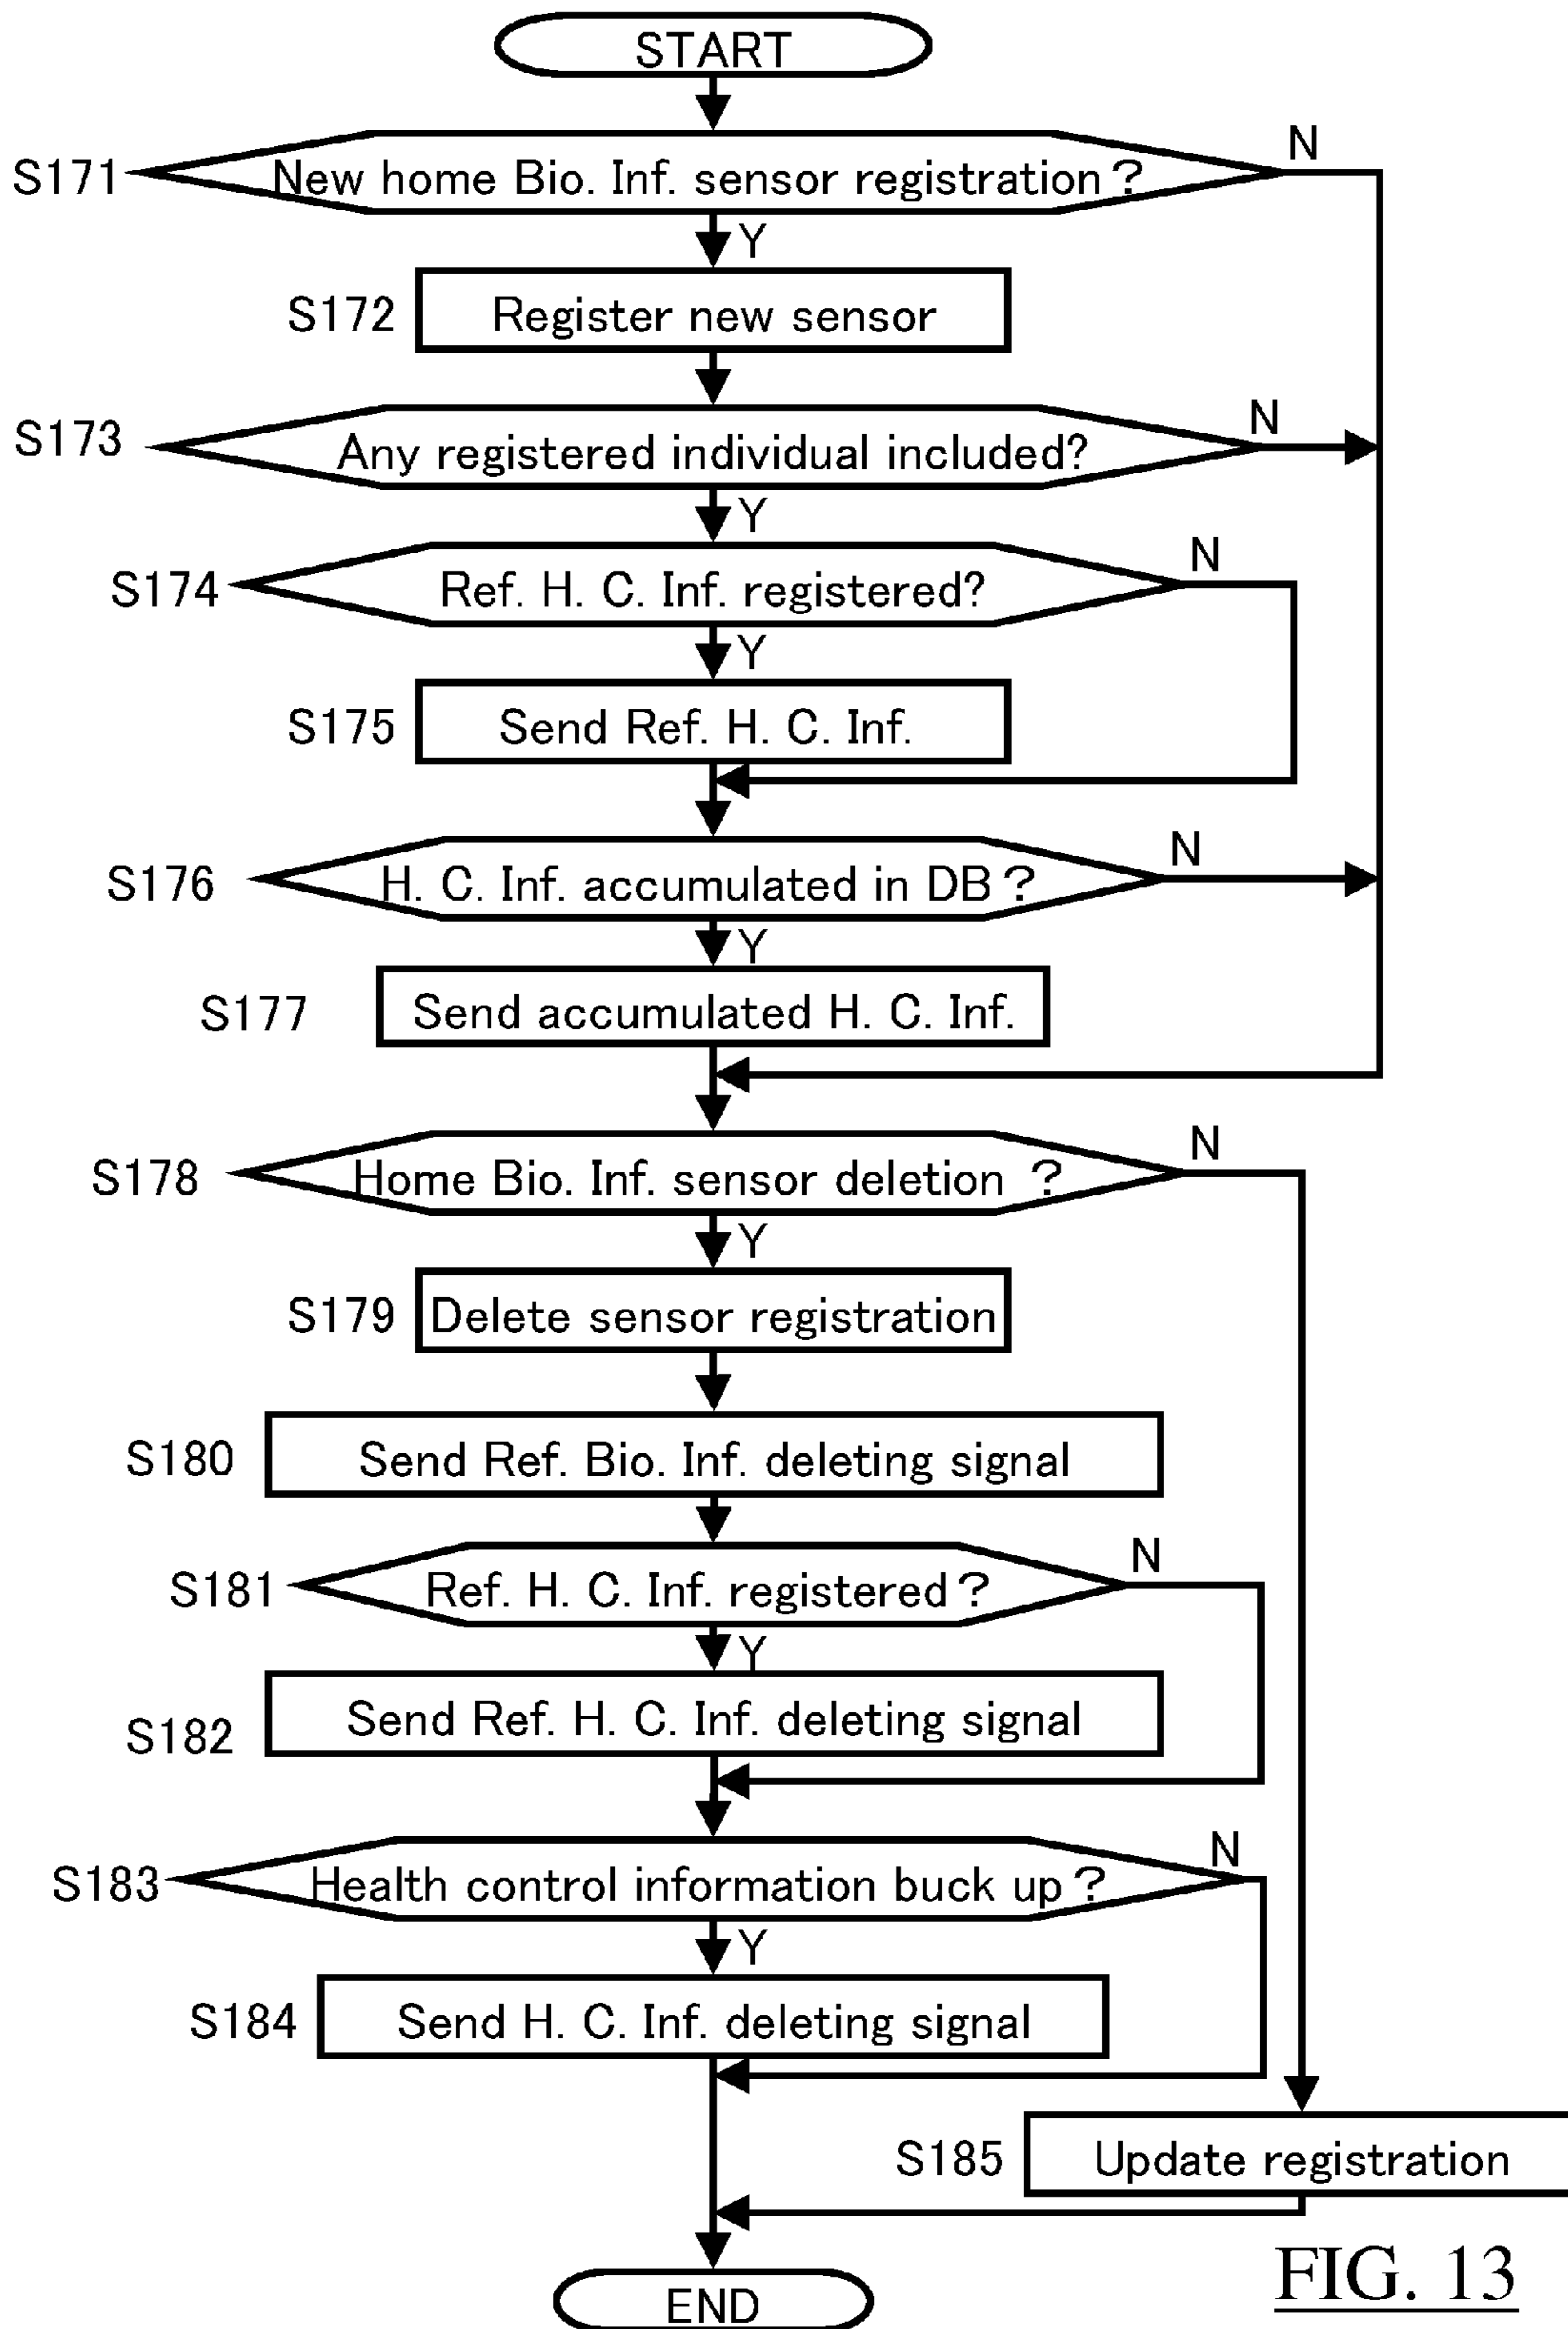 START
S171
New home Bio. Inf. sensor registration ?
N
Y
S172
Register new sensor
S173
Any registered individual included?
N
Y
S174
Ref. H. C. Inf. registered?
N
Y
S175
Send Ref. H. C. Inf.
S176
H. C. Inf. accumulated in DB ?
N
Y
S177
Send accumulated H. C. Inf.
S178
Home Bio. Inf. sensor deletion ?
N
Y
S179
Delete sensor registration
S180
Send Ref. Bio. Inf. deleting signal
S181
Ref. H. C. Inf. registered ?
N
Y
S182
Send Ref. H. C. Inf. deleting signal
S183
Health control information buck up ?
N
Y
S184
Send H. C. Inf. deleting signal
S185
Update registration
END
FIG. 13